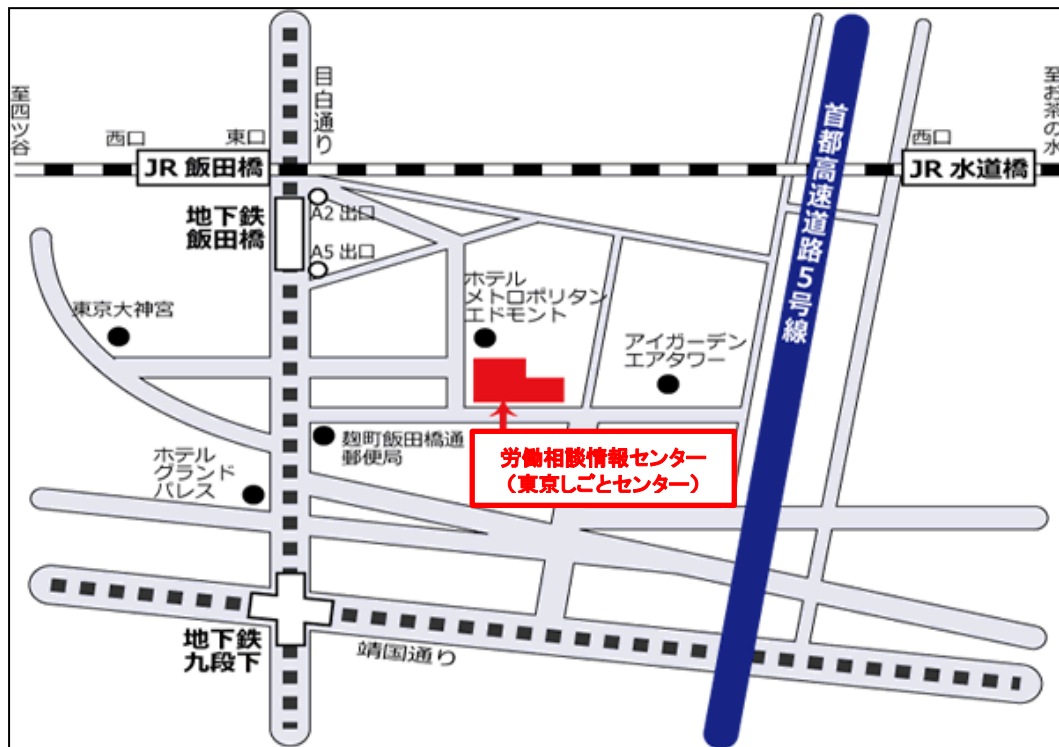 至四ツ谷
西口
東口
目白通り
JR 飯田橋
地下鉄
飯田橋
A2 出口
A5 出口
首都高速道路5号線
西口
至お茶の水
JR 水道橋
東京大神宮
ホテル
メトロポリタン
エドモント
アイガーデン
エアタワー
麹町飯田橋通
郵便局
労働相談情報センター
（東京しごとセンター）
ホテル
グランド
パレス
地下鉄
九段下
靖国通り